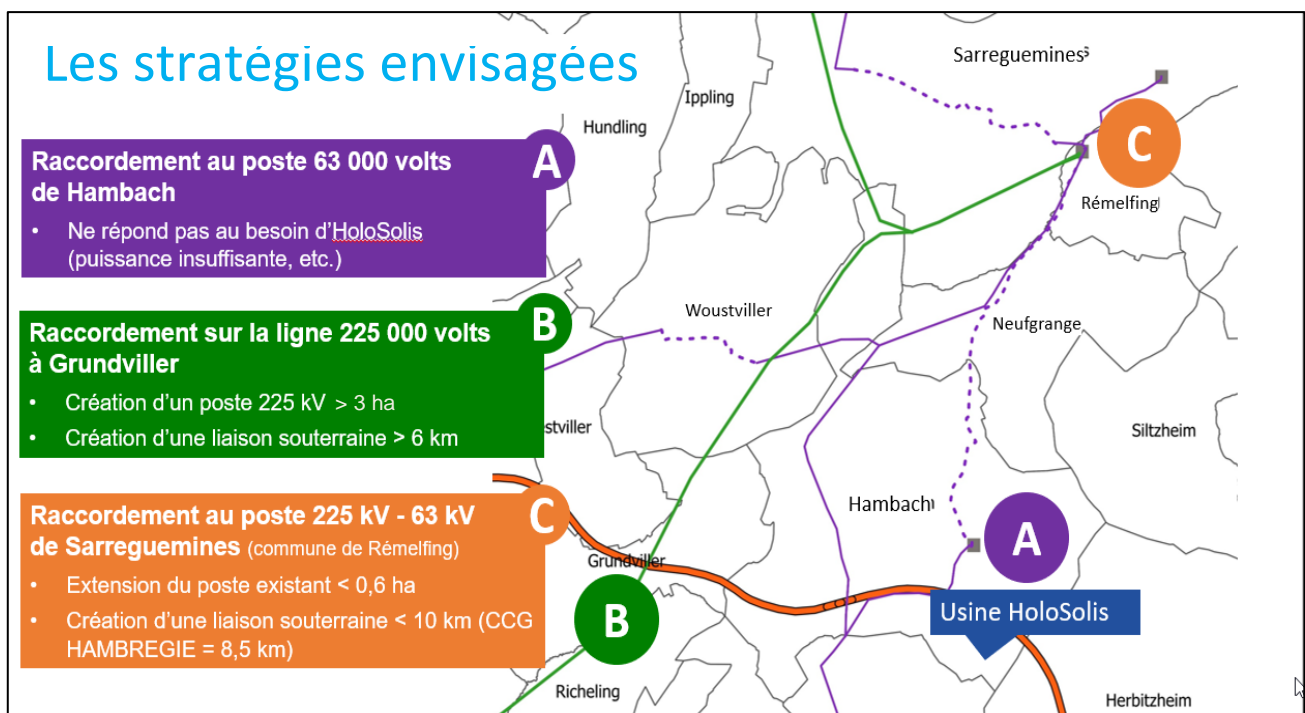 Les stratégies envisagées
A
Raccordement au poste 63 000 volts
de Hambach
• Ne répond pas au besoin d'HoloSolis
(puissance insuffisante, etc.)
B
Raccordement sur la ligne 225 000 volts
à Grundviller
• Création d'un poste 225 kV > 3 ha
• Création d'une liaison souterraine > 6 km
C
Raccordement au poste 225 kV - 63 kV
de Sarreguemines (commune de Rémelfing)
• Extension du poste existant < 0,6 ha
• Création d'une liaison souterraine < 10 km (CCG
HAMBREGIE = 8,5 km)
Sarreguemines
Ippling
Hundling
C
Rémelfing
Woustviller
Neufgrange
stviller
Siltzheim
Hambach
A
Grundviller
B
Usine HoloSolis
Richeling
Herbitzheim